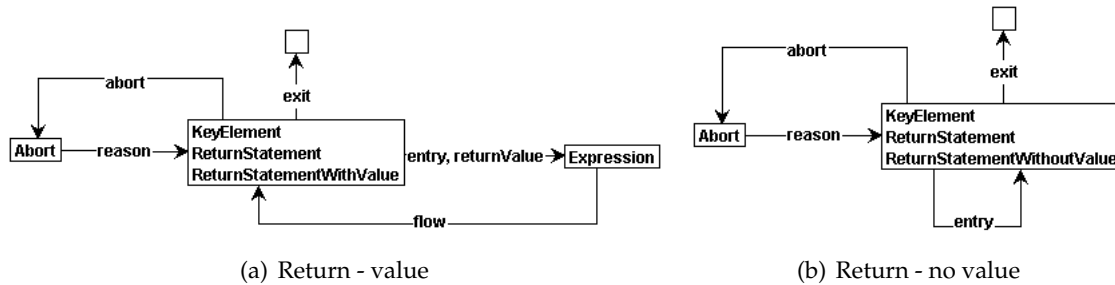 abort
exit
Abort
reason
KeyElement
ReturnStatement
ReturnStatementWithValue
entry, returnValue
Expression
flow
(a) Return - value
abort
exit
Abort
reason
KeyElement
ReturnStatement
ReturnStatementWithoutValue
entry
(b) Return - no value